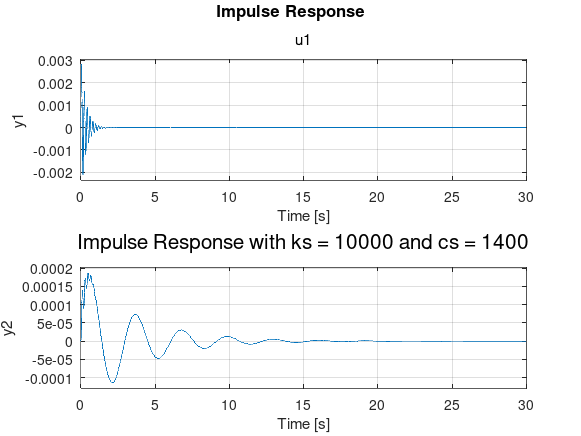 Impulse Response
u1
0.003
0.002
0.001
0
-0.001
-0.002
y1
0 5 10 15 20 25 30
Time [s]
Impulse Response with ks = 10000 and cs = 1400
0.0002
0.00015
0.0001
5e-05
0
-5e-05
-0.0001
y2
0 5 10 15 20 25 30
Time [s]